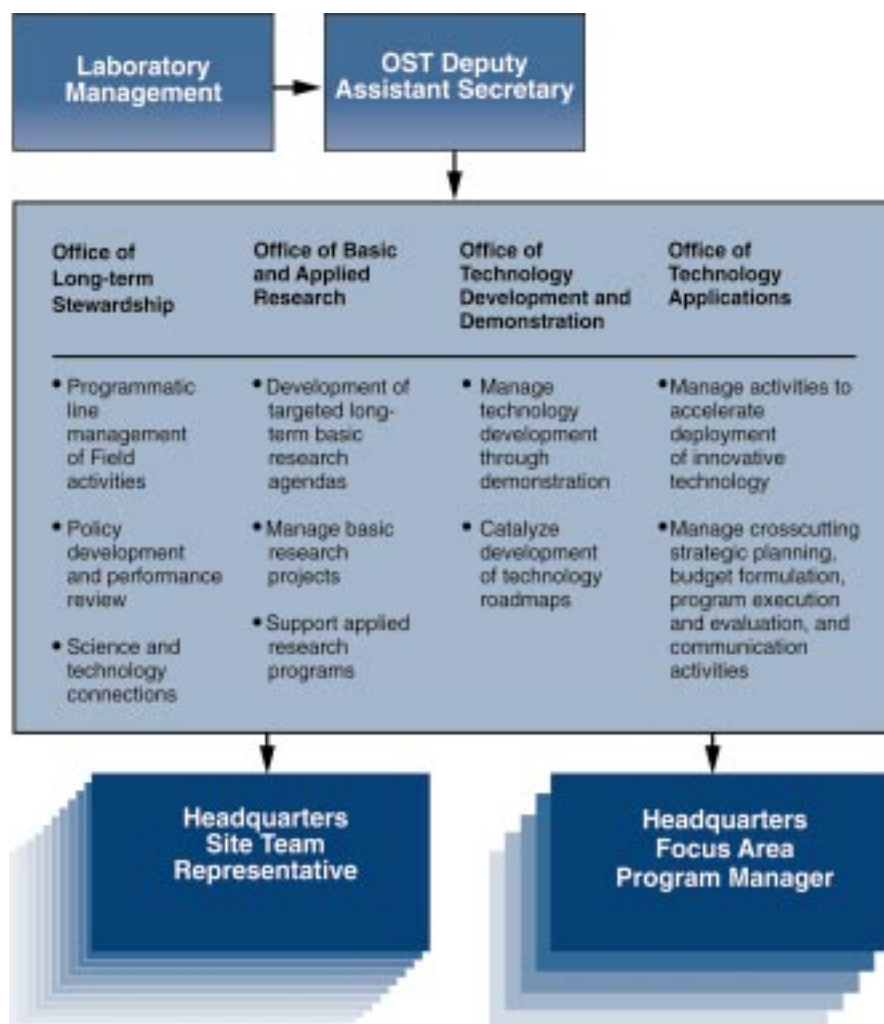 Laboratory
Management
OST Deputy
Assistant Secretary
Office of
Long-term
Stewardship
Office of Basic
and Applied
Research
Office of
Technology
Development and
Demonstration
Office of
Technology
Applications
• Programmatic
line
management
of Field
activities
• Policy
development
and performance
review
• Science and
technology
connections
• Development of
targeted long-
term basic
research
agendas
• Manage basic
research
projects
• Support applied
research
programs
• Manage
technology
development
through
demonstration
• Catalyze
development
of technology
roadmaps
• Manage activities to
accelerate
deployment
of innovative
technology
• Manage crosscutting
strategic planning,
budget formulation,
program execution
and evaluation, and
communication
activities
Headquarters
Site Team
Representative
Headquarters
Focus Area
Program Manager